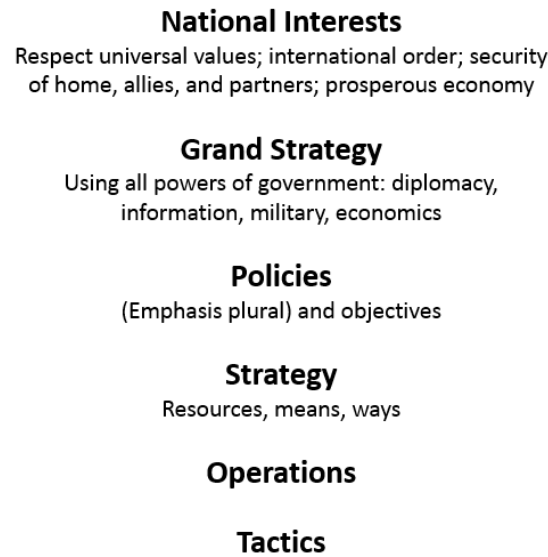 National Interests
Respect universal values; international order; security
of home, allies, and partners; prosperous economy
Grand Strategy
Using all powers of government: diplomacy,
information, military, economics
Policies
(Emphasis plural) and objectives
Strategy
Resources, means, ways
Operations
Tactics